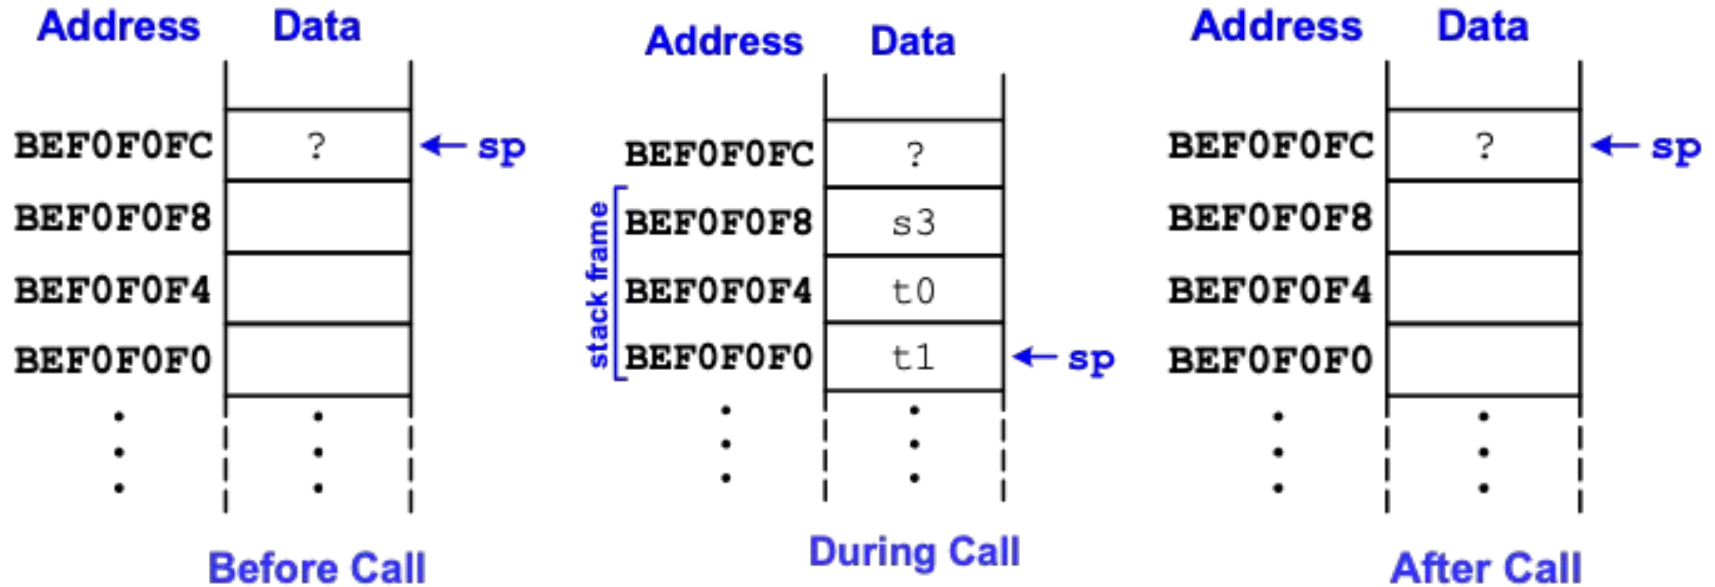 Address Data
BEF0F0FC ? sp
BEF0F0F8
BEF0F0F4
BEF0F0F0
Before Call
Address Data
BEF0F0FC ?
stack frame
BEF0F0F8 s3
BEF0F0F4 t0
BEF0F0F0 t1 sp
During Call
Address Data
BEF0F0FC ? sp
BEF0F0F8
BEF0F0F4
BEF0F0F0
After Call